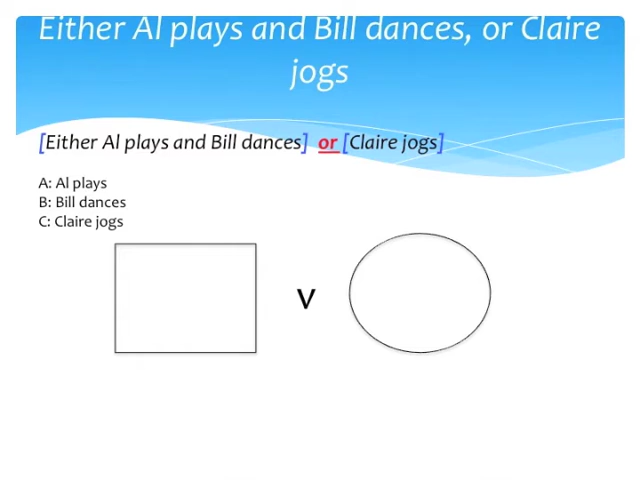 Either Al plays and Bill dances, or Claire
jogs
[Either Al plays and Bill dances] or [Claire jogs]
A: Al plays
B: Bill dances
C: Claire jogs
v